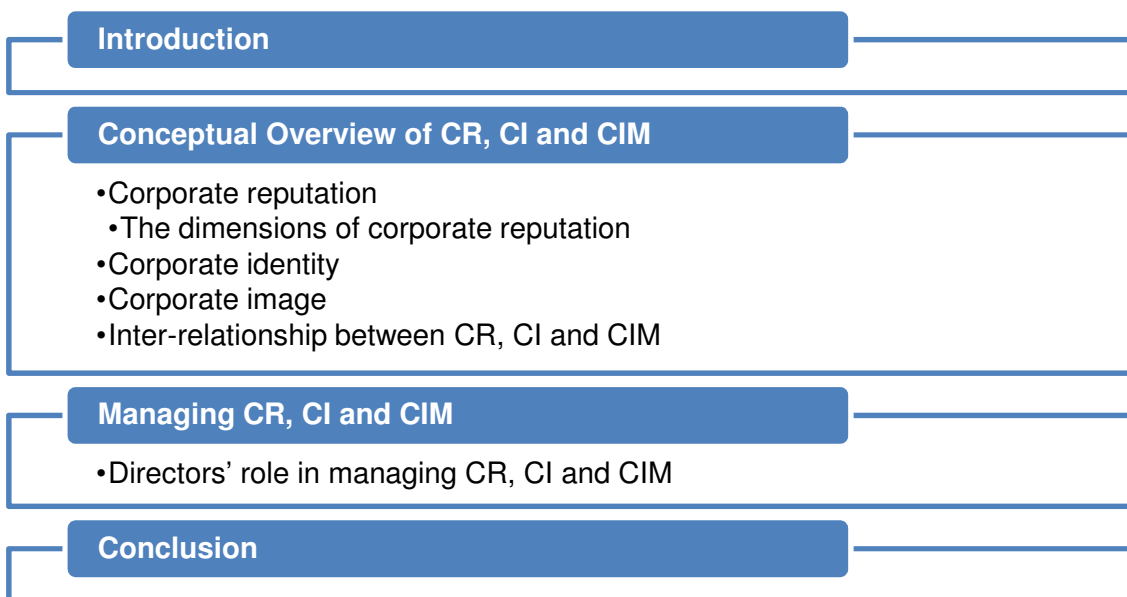 Introduction
Conceptual Overview of CR, CI and CIM
•Corporate reputation
•The dimensions of corporate reputation
•Corporate identity
•Corporate image
•Inter-relationship between CR, CI and CIM
Managing CR, CI and CIM
•Directors’ role in managing CR, CI and CIM
Conclusion